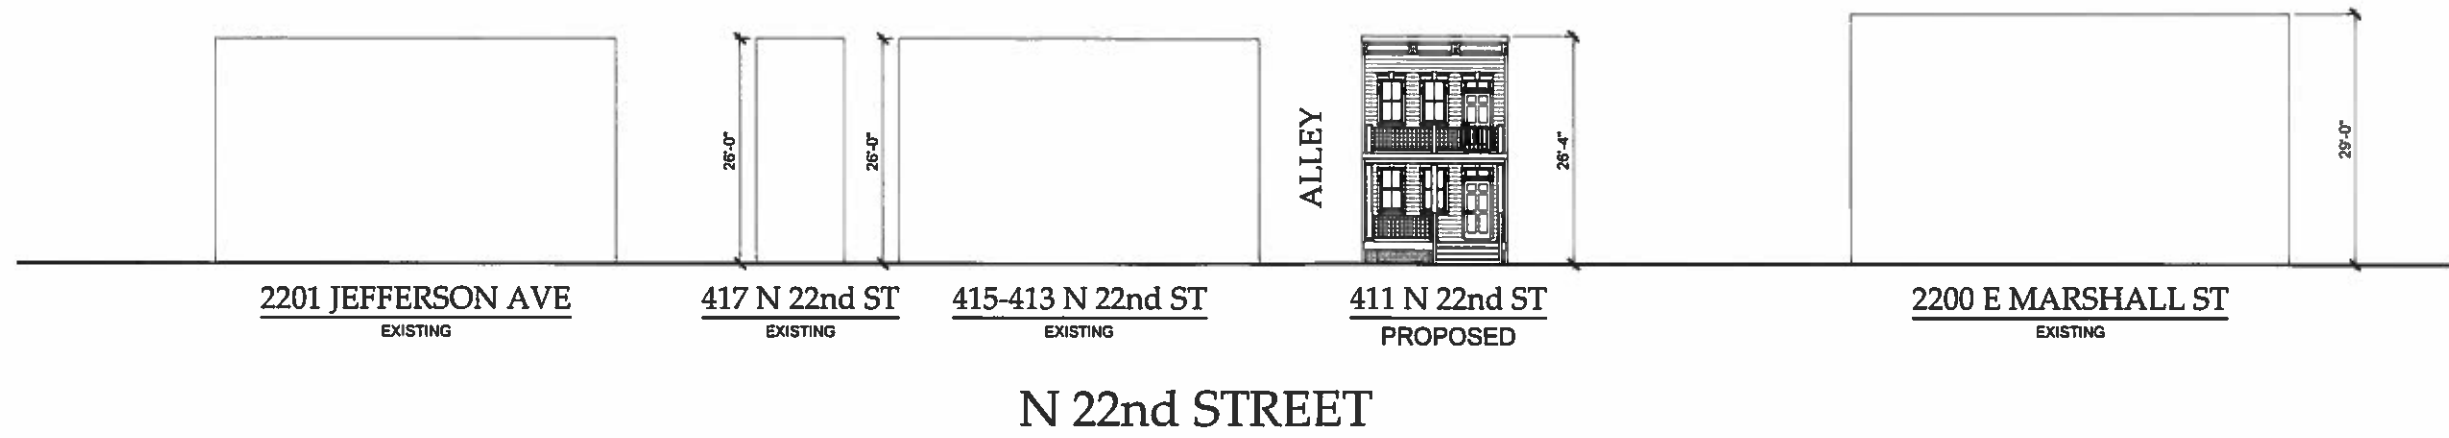 26'-0"
26'-0"
ALLEY
26'-4"
29'-0"
2201 JEFFERSON AVE
EXISTING
417 N 22nd ST
EXISTING
415-413 N 22nd ST
EXISTING
411 N 22nd ST
PROPOSED
2200 E MARSHALL ST
EXISTING
N 22nd STREET